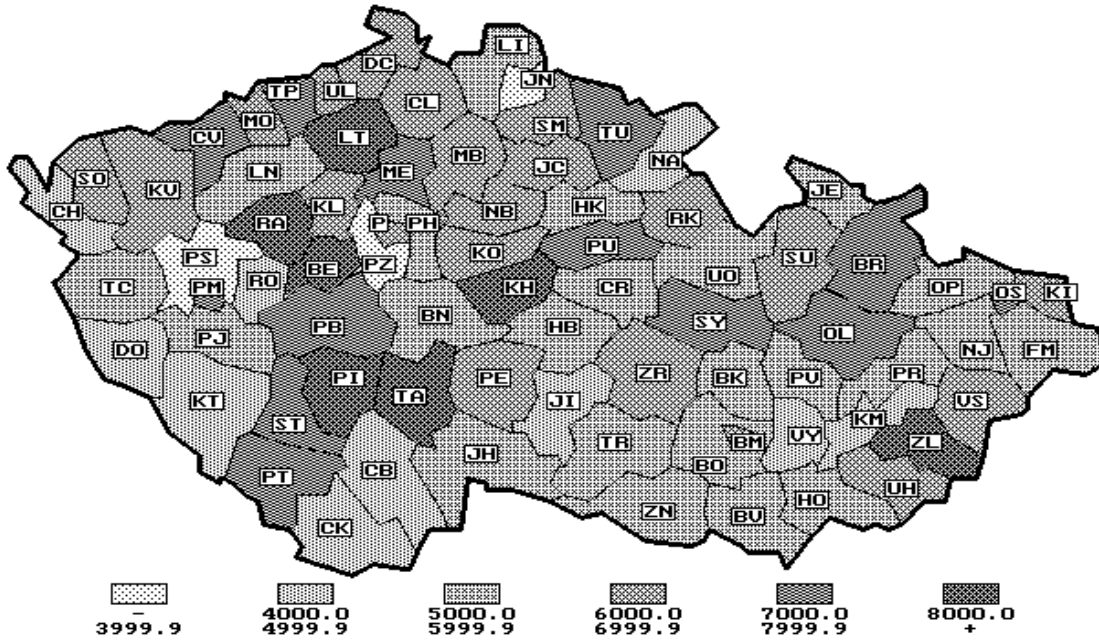 LI
DC
JN
TP UL
CL
MO
SM
CV LT TU
MB NA
LN ME JC
SO KV JE
CH KL NB HK
RA P PH RK
PS KO PU
BE PZ SU BR
TC PM RO KH CR UO OP OS KI
BN
PB HB SY OL
DO PJ NJ FM
PI PE ZR BK PV PR
KT TA JI VS
ST KM
TR BM VY ZL
PT CB JH BO
UH
CK ZN BV HO
- 4000.0 5000.0 6000.0 7000.0 8000.0
3999.9 4999.9 5999.9 6999.9 7999.9 +